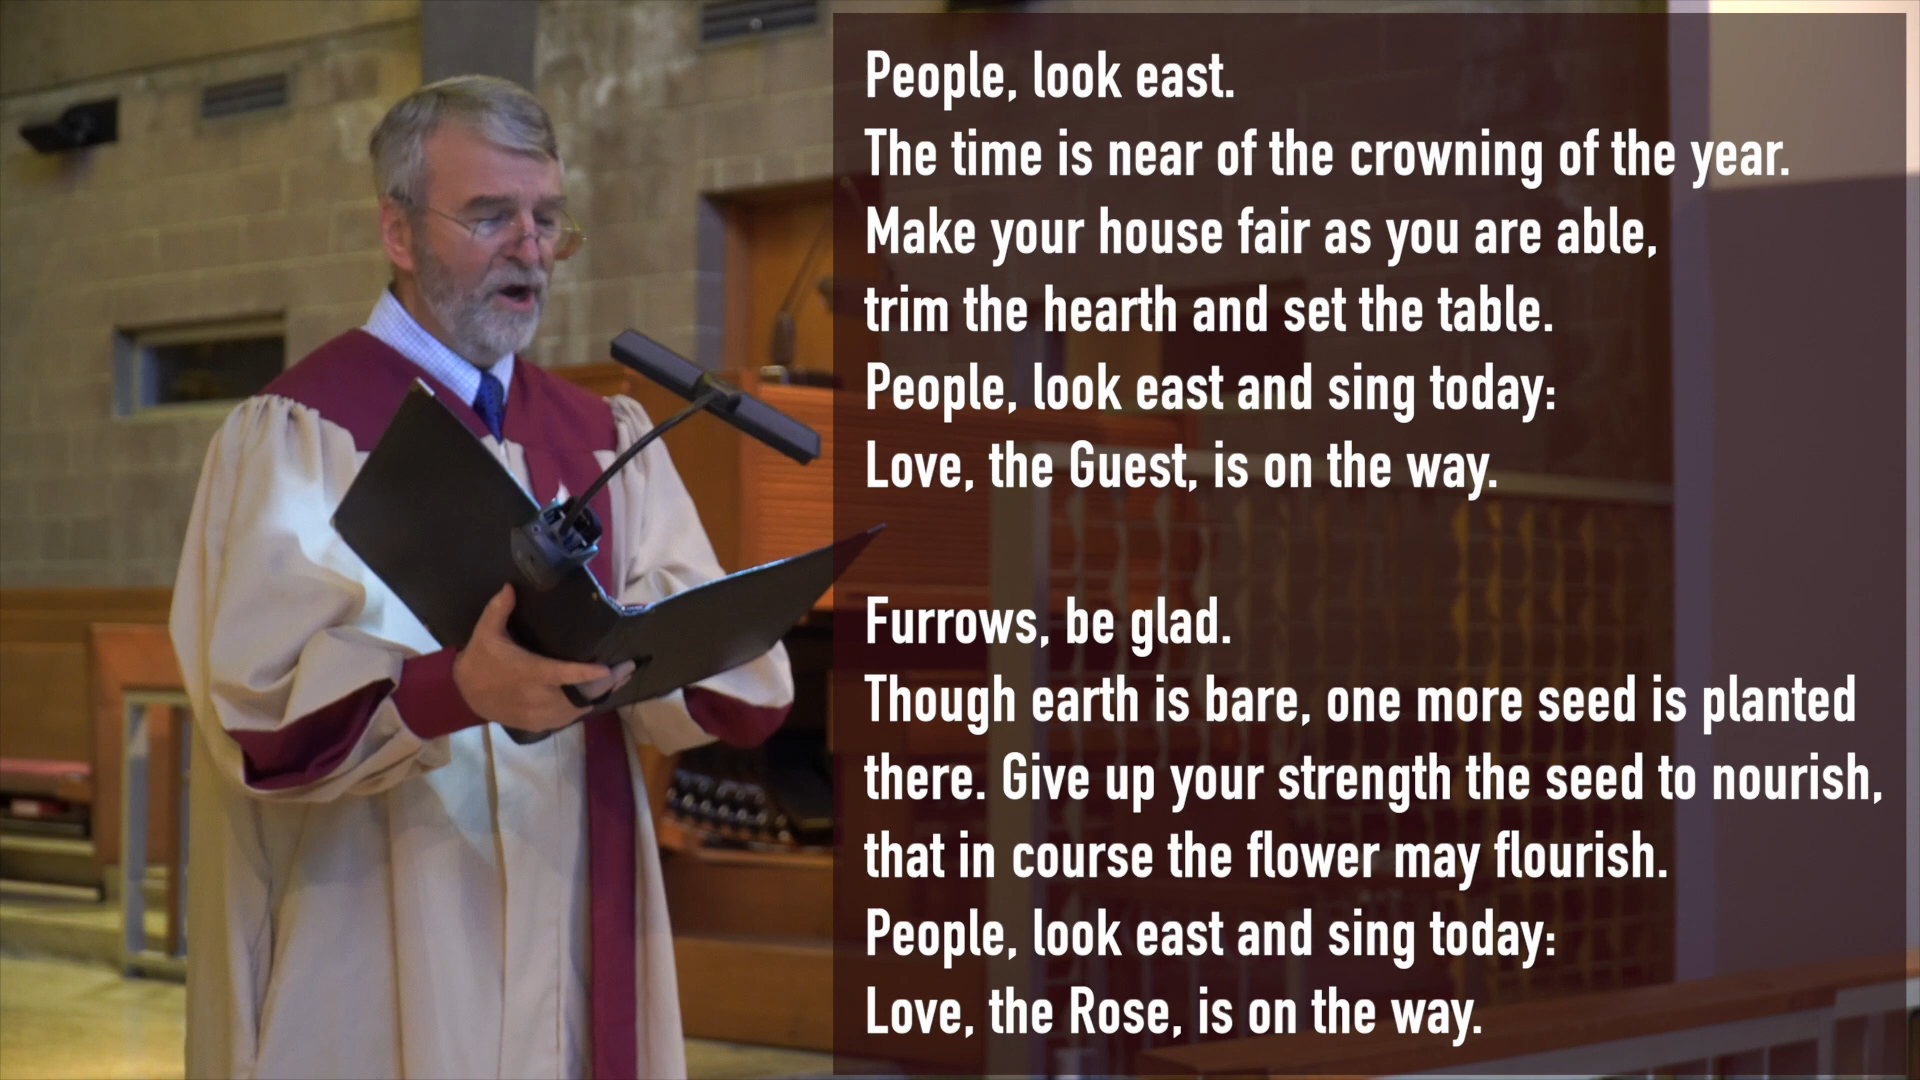 People, look east.
The time is near of the crowning of the year.
Make your house fair as you are able,
trim the hearth and set the table.
People, look east and sing today:
Love, the Guest, is on the way.
Furrows, be glad.
Though earth is bare, one more seed is planted
there. Give up your strength the seed to nourish,
that in course the flower may flourish.
People, look east and sing today:
Love, the Rose, is on the way.